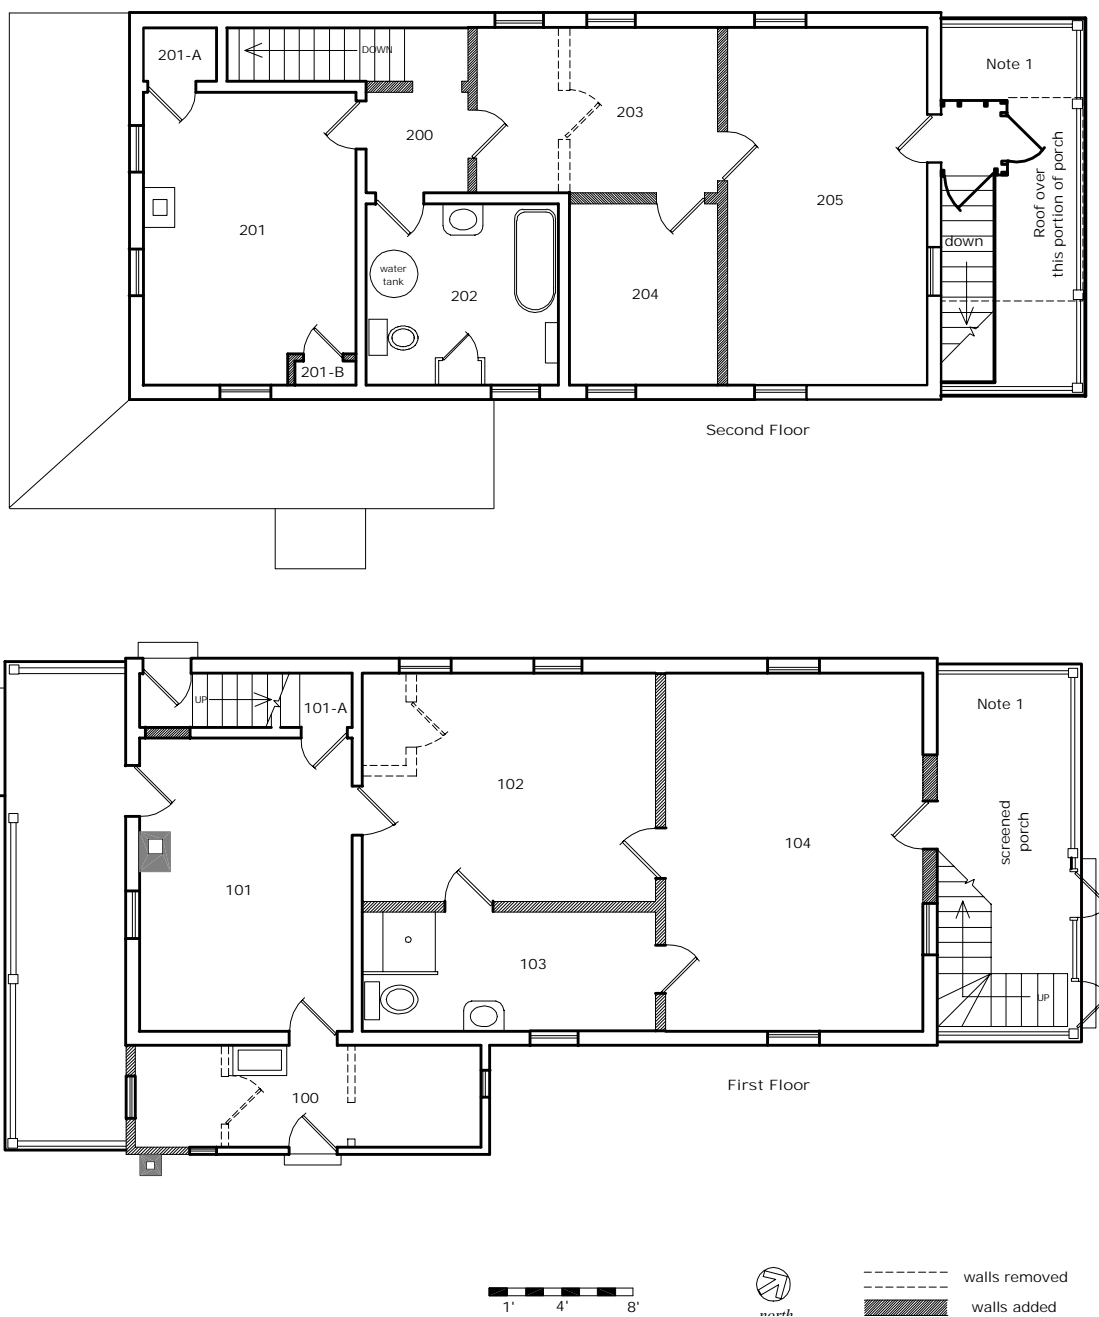 201-A
DOWN
Note 1
203
200
Roof over
this portion of porch
205
201
down
water
tank
202
204
201-B
Second Floor
UP
101-A
Note 1
102
screened
porch
104
101
103
UP
First Floor
100
walls removed
1' 4' 8'
north
walls added